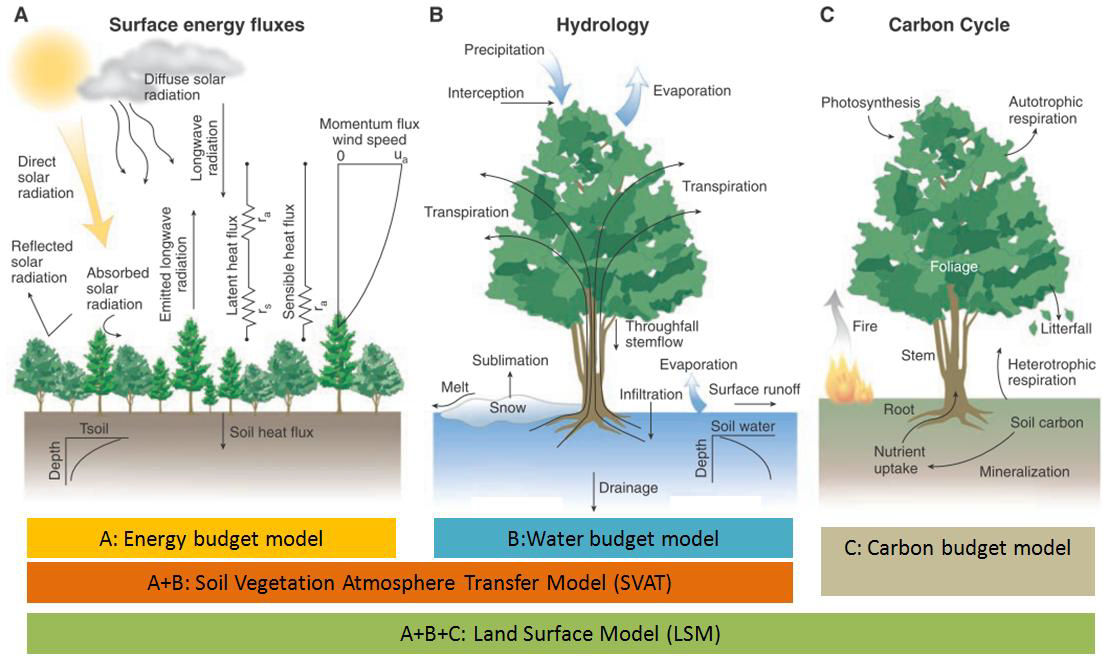 A
Surface energy fluxes
Diffuse solar
radiation
Direct
solar
radiation
Longwave
radiation
Momentum flux
wind speed
0
ua
Reflected
solar
radiation
Absorbed
solar
radiation
Emitted longwave
radiation
Latent heat flux
ra
rs
Sensible heat flux
ra
Tsoil
Depth
Soil heat flux
B
Hydrology
Precipitation
Interception
Evaporation
Transpiration
Transpiration
Throughfall
stemflow
Sublimation
Evaporation
Melt
Snow
Infiltration
Surface runoff
Soil water
Depth
Drainage
C
Carbon Cycle
Photosynthesis
Autotrophic
respiration
Foliage
Fire
Litterfall
Stem
Heterotrophic
respiration
Root
Soil carbon
Nutrient
uptake
Mineralization
A: Energy budget model
B:Water budget model
C: Carbon budget model
A+B: Soil Vegetation Atmosphere Transfer Model (SVAT)
A+B+C: Land Surface Model (LSM)